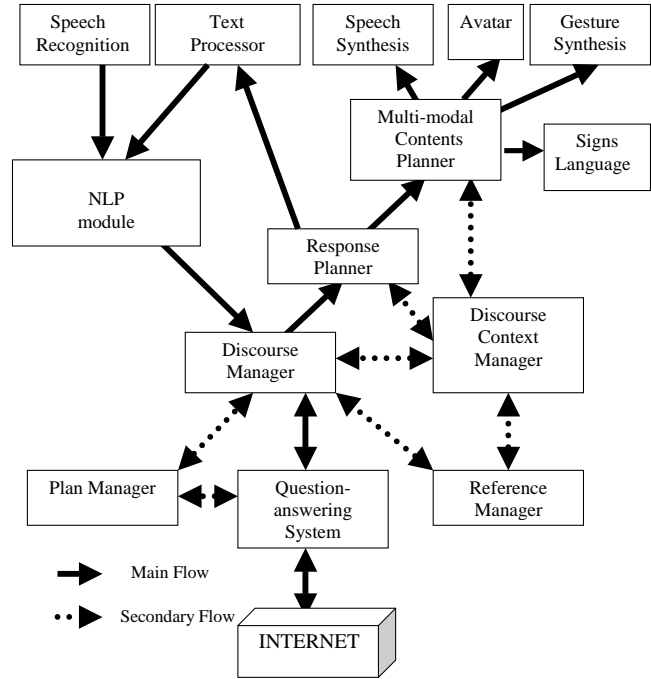 Speech
Recognition
Text
Processor
Speech
Synthesis
Avatar
Gesture
Synthesis
Multi-modal
Contents
Planner
Signs
Language
NLP
module
Response
Planner
Discourse
Context
Manager
Discourse
Manager
Plan Manager
Question-
answering
System
Reference
Manager
Main Flow
Secondary Flow
INTERNET